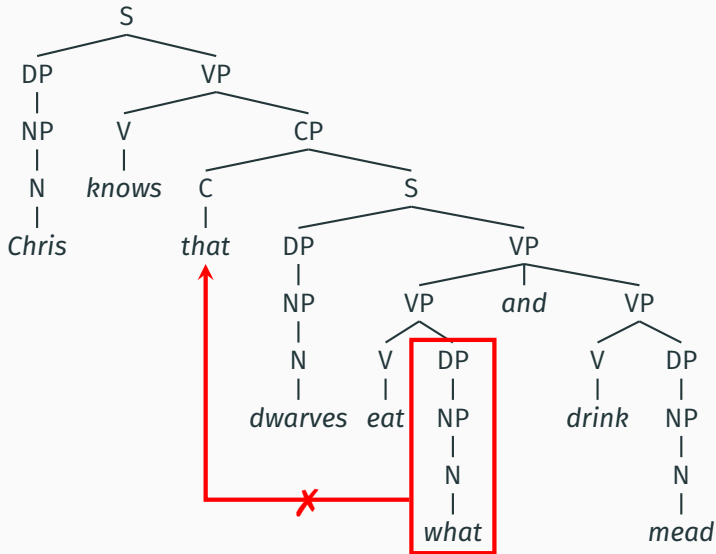 S
DP VP
NP V CP
N knows C S
Chris that DP VP
NP VP and VP
N V DP V DP
dwarves eat NP drink NP
N N
what mead